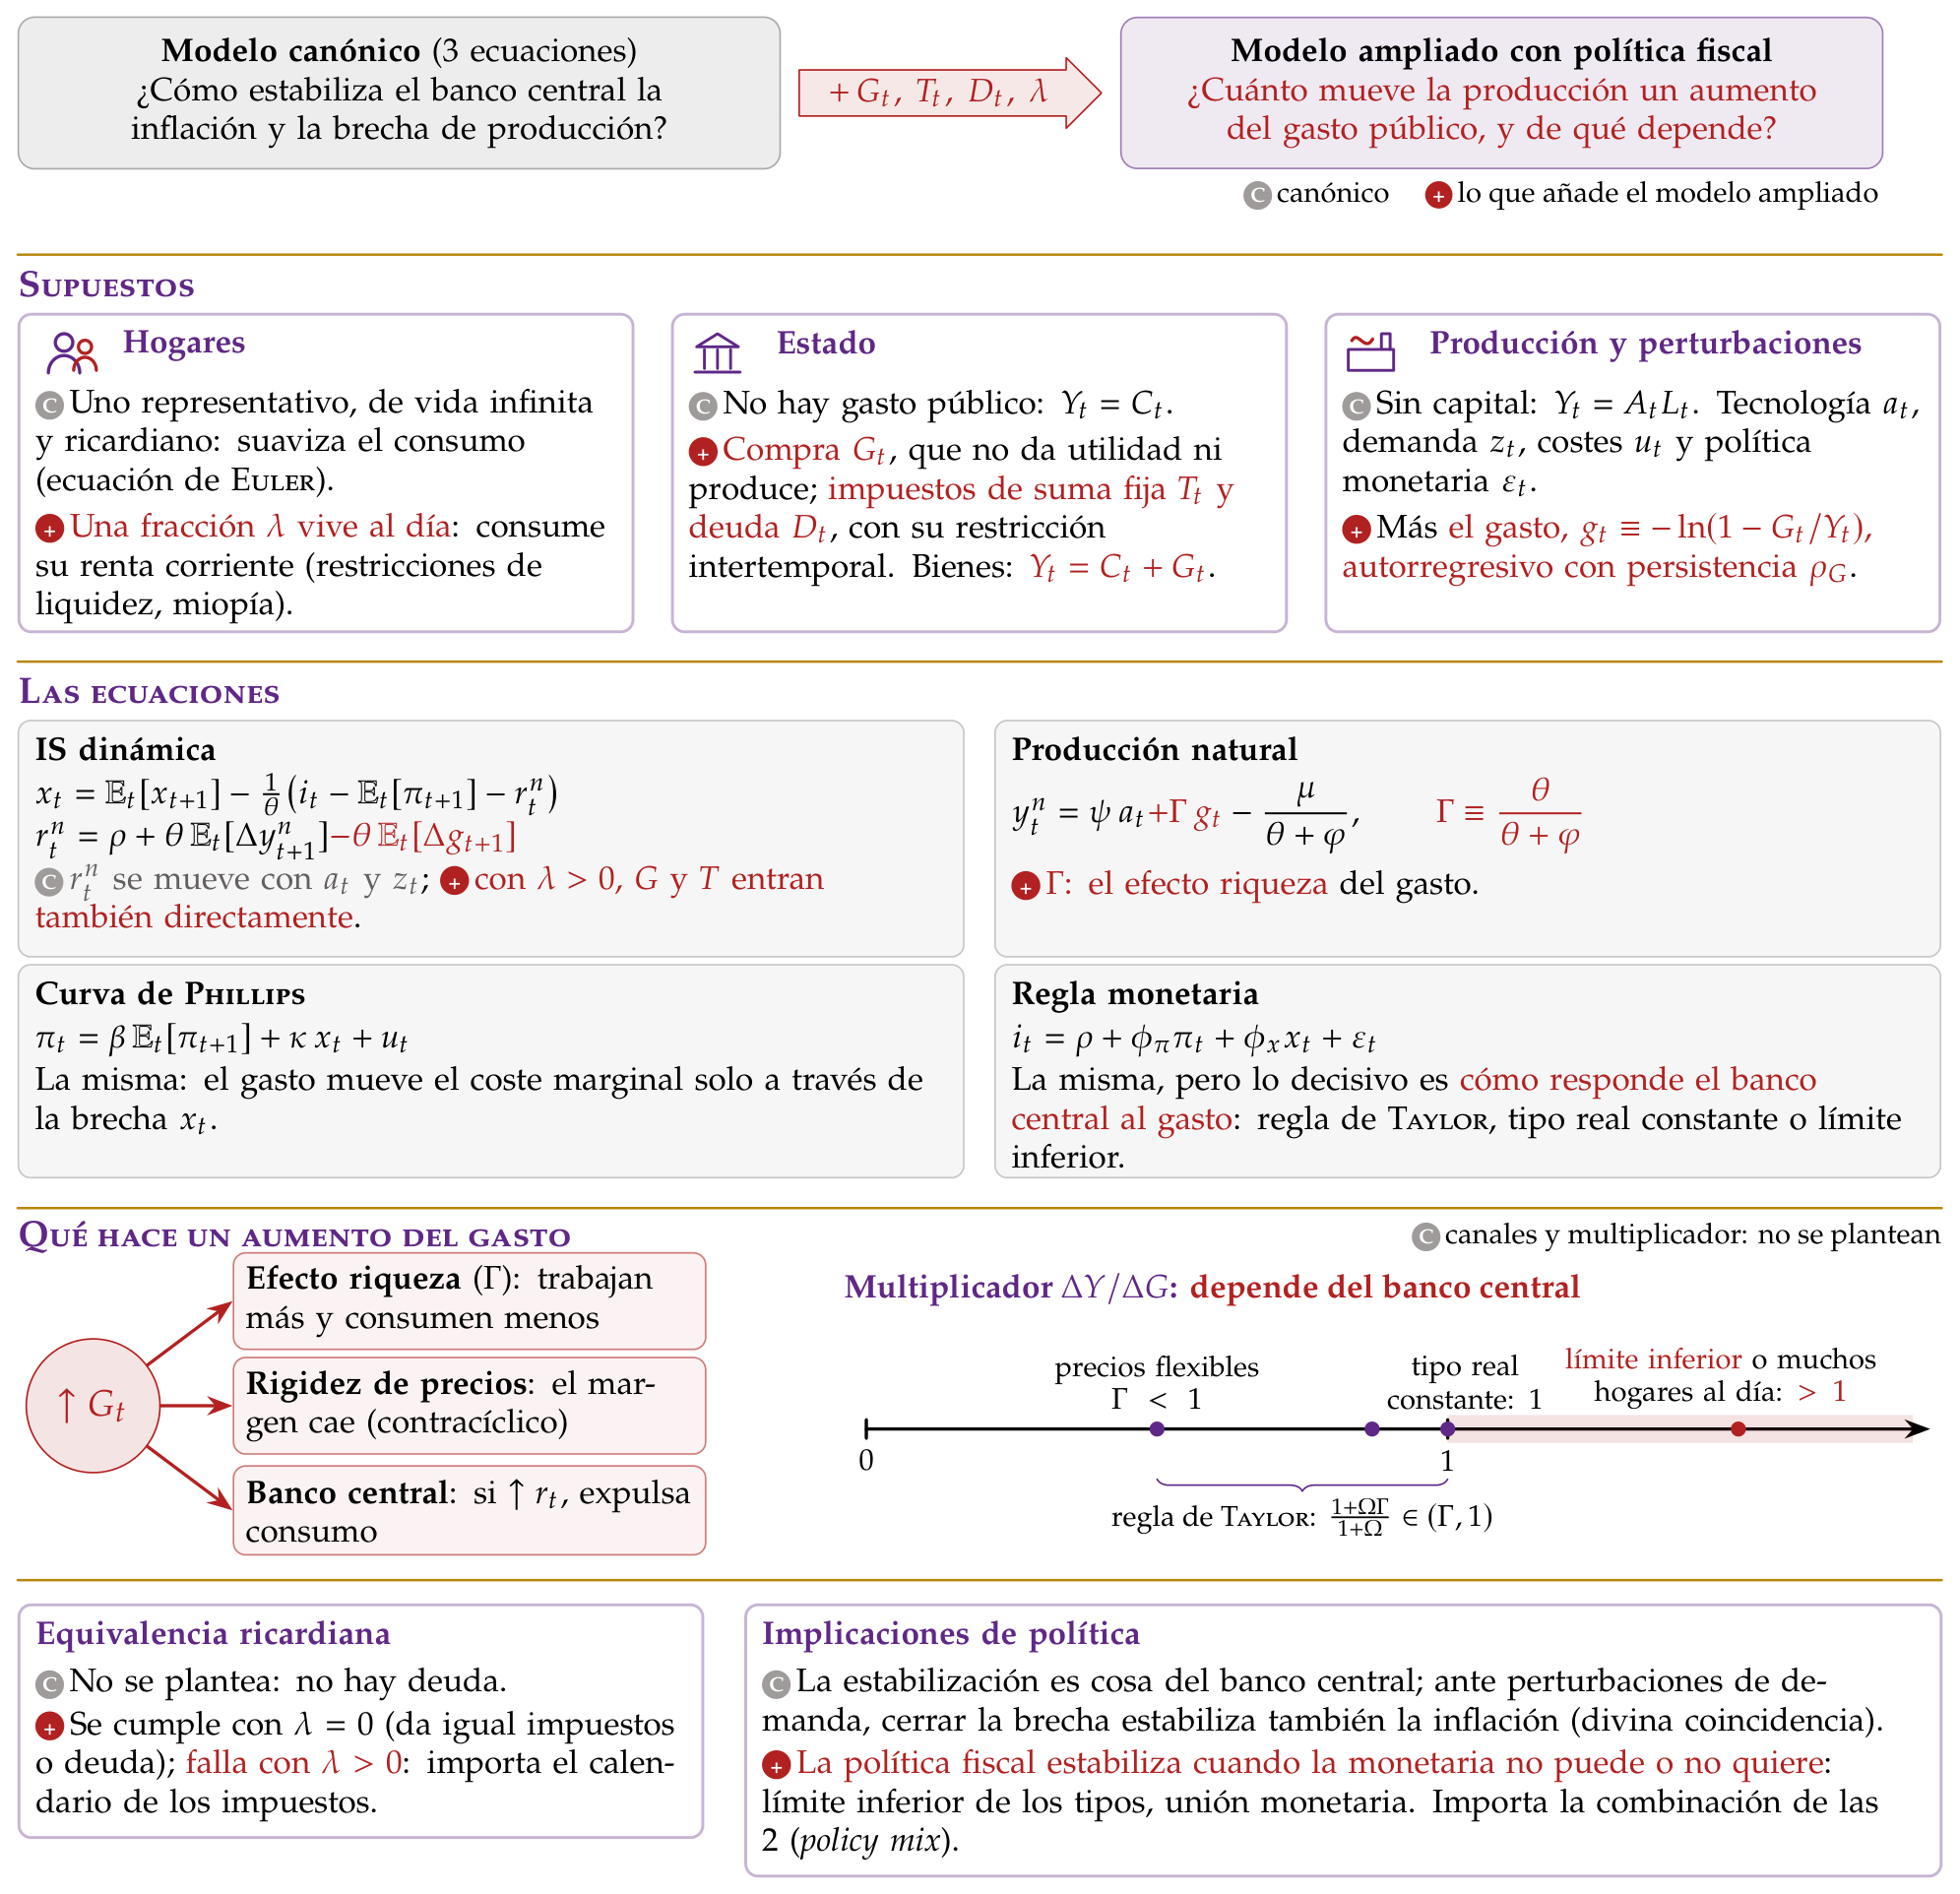 Modelo canónico (3 ecuaciones)
¿Cómo estabiliza el banco central la
inflación y la brecha de producción?
+ G_t, T_t, D_t, λ
Modelo ampliado con política fiscal
¿Cuánto mueve la producción un aumento
del gasto público, y de qué depende?
C canónico + lo que añade el modelo ampliado
Supuestos
Hogares
C Uno representativo, de vida infinita
y ricardiano: suaviza el consumo
(ecuación de Euler).
+ Una fracción λ vive al día: consume
su renta corriente (restricciones de
liquidez, miopía).
Estado
C No hay gasto público: Y_t = C_t.
+ Compra G_t, que no da utilidad ni
produce; impuestos de suma fija T_t y
deuda D_t, con su restricción
intertemporal. Bienes: Y_t = C_t + G_t.
Producción y perturbaciones
C Sin capital: Y_t = A_t L_t. Tecnología a_t,
demanda z_t, costes u_t y política
monetaria ε_t.
+ Más el gasto, g_t ≡ − ln(1 − G_t/Y_t),
autorregresivo con persistencia ρ_G.
Las ecuaciones
IS dinámica
x_t = 𝔼_t[x_{t+1}] − \frac{1}{θ}(i_t − 𝔼_t[π_{t+1}] − r_t^n)
r_t^n = ρ + θ 𝔼_t[Δy_{t+1}^n]−θ 𝔼_t[Δg_{t+1}]
C r_t^n se mueve con a_t y z_t; + con λ > 0, G y T entran
también directamente.
Producción natural
y_t^n = ψ a_t+Γ g_t − \frac{μ}{θ + φ}, Γ ≡ \frac{θ}{θ + φ}
+ Γ: el efecto riqueza del gasto.
Curva de Phillips
π_t = β 𝔼_t[π_{t+1}] + κ x_t + u_t
La misma: el gasto mueve el coste marginal solo a través de
la brecha x_t.
Regla monetaria
i_t = ρ + ϕ_π π_t + ϕ_x x_t + ε_t
La misma, pero lo decisivo es cómo responde el banco
central al gasto: regla de Taylor, tipo real constante o límite
inferior.
Qué hace un aumento del gasto
C canales y multiplicador: no se plantean
↑ G_t
Efecto riqueza (Γ): trabajan
más y consumen menos
Rigidez de precios: el mar-
gen cae (contracíclico)
Banco central: si ↑ r_t, expulsa
consumo
Multiplicador ΔY/ΔG: depende del banco central
precios flexibles
Γ < 1
tipo real
constante: 1
límite inferior o muchos
hogares al día: > 1
0
1
regla de Taylor: \frac{1+ΩΓ}{1+Ω} ∈ (Γ, 1)
Equivalencia ricardiana
C No se plantea: no hay deuda.
+ Se cumple con λ = 0 (da igual impuestos
o deuda); falla con λ > 0: importa el calen-
dario de los impuestos.
Implicaciones de política
C La estabilización es cosa del banco central; ante perturbaciones de de-
manda, cerrar la brecha estabiliza también la inflación (divina coincidencia).
+ La política fiscal estabiliza cuando la monetaria no puede o no quiere:
límite inferior de los tipos, unión monetaria. Importa la combinación de las
2 (policy mix).